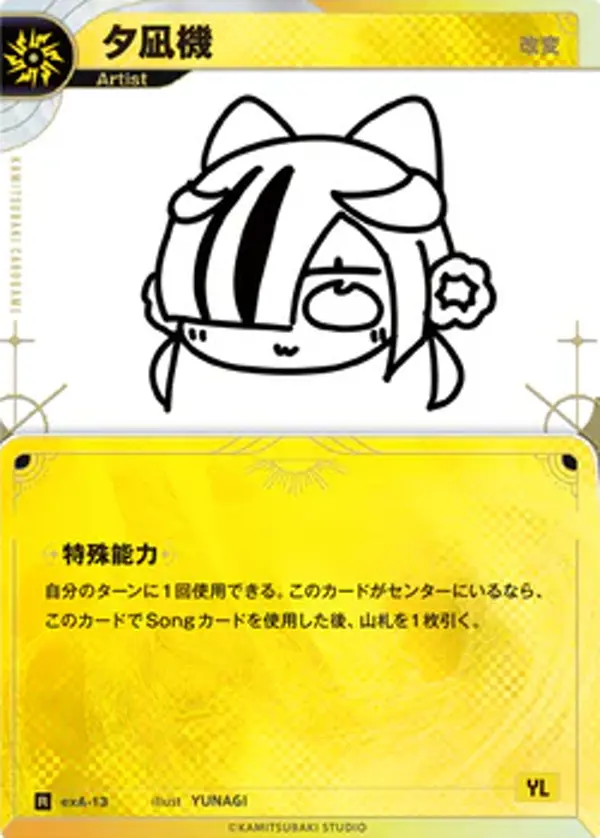 夕凪機
改変
Artist
KAMITSUBAKI CARDGAME
特殊能力
自分のターンに1回使用できる。このカードがセンターにいるなら、
このカードでSongカードを使用した後、山札を1枚引く。
R exA-13 illust YUNAGI
YL
©KAMITSUBAKI STUDIO